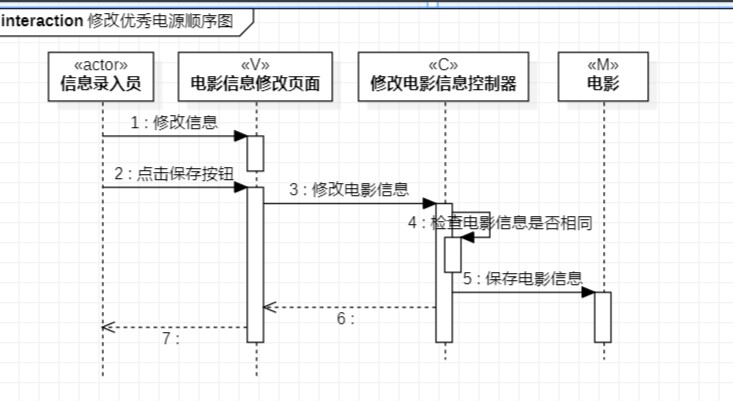 interaction 修改优秀电源顺序图
«actor»
信息录入员
«V»
电影信息修改页面
«C»
修改电影信息控制器
«M»
电影
1 : 修改信息
2 : 点击保存按钮
3 : 修改电影信息
4 : 检查电影信息是否相同
5 : 保存电影信息
6 :
7 :